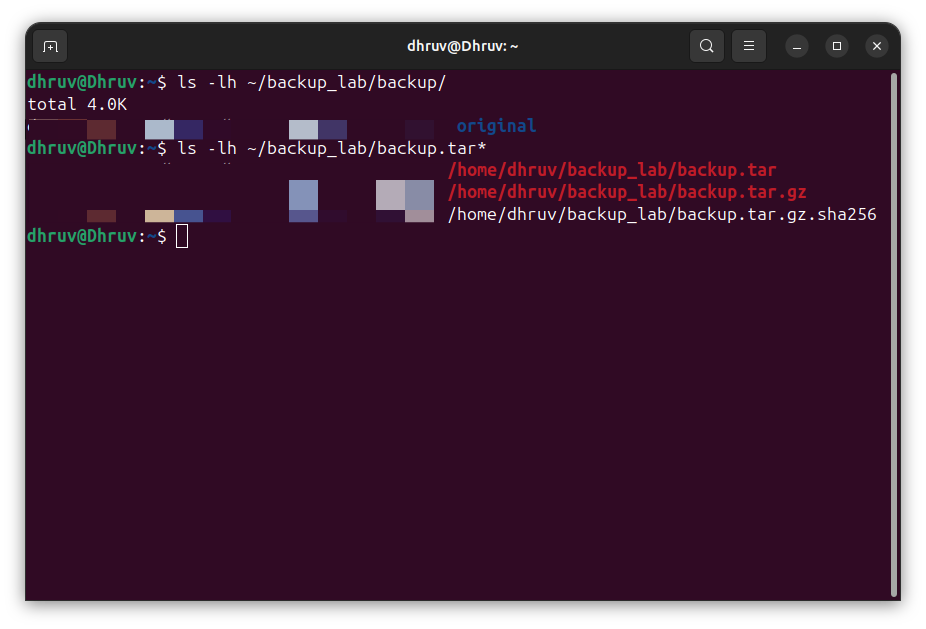 dhruv@Dhruv: ~
dhruv@Dhruv:~$ ls -lh ~/backup_lab/backup/
total 4.0K
original
dhruv@Dhruv:~$ ls -lh ~/backup_lab/backup.tar*
/home/dhruv/backup_lab/backup.tar
/home/dhruv/backup_lab/backup.tar.gz
/home/dhruv/backup_lab/backup.tar.gz.sha256
dhruv@Dhruv:~$